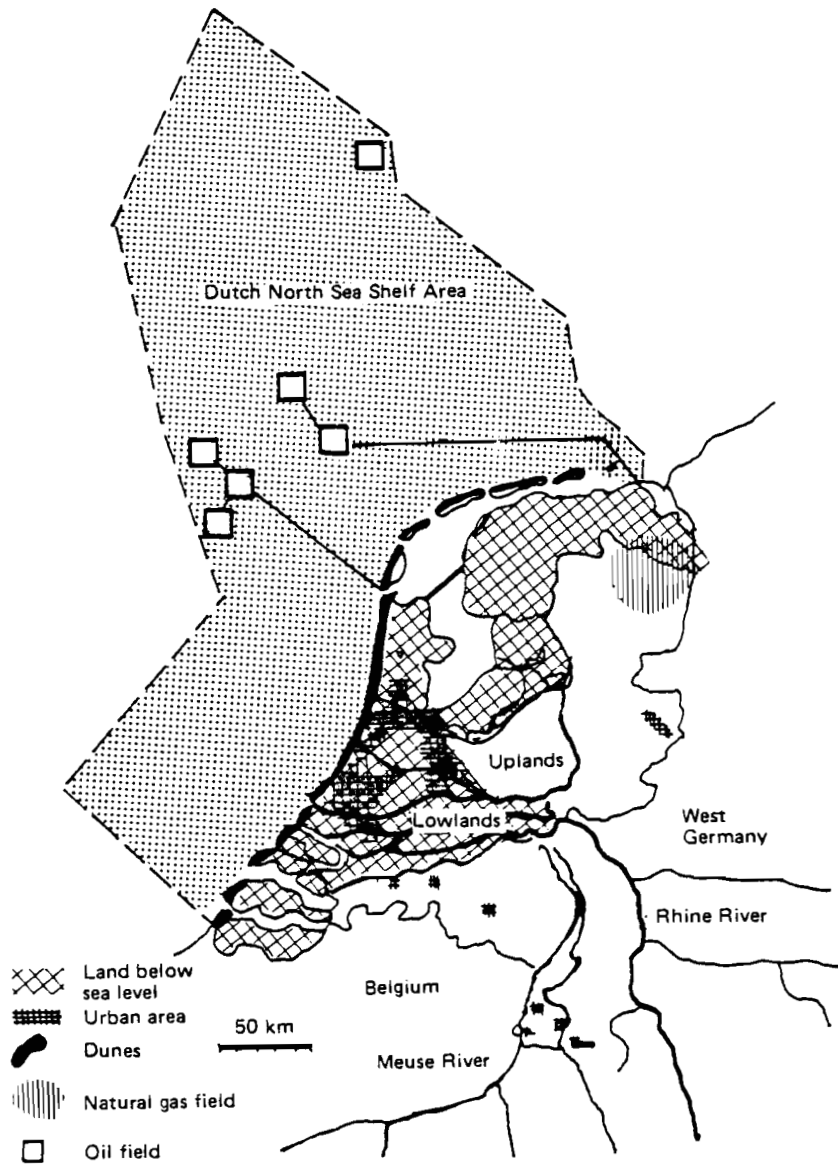 Dutch North Sea Shelf Area
Uplands
Lowlands
West
Germany
Rhine River
Belgium
Meuse River
50 km
Land below
sea level
Urban area
Dunes
Natural gas field
Oil field